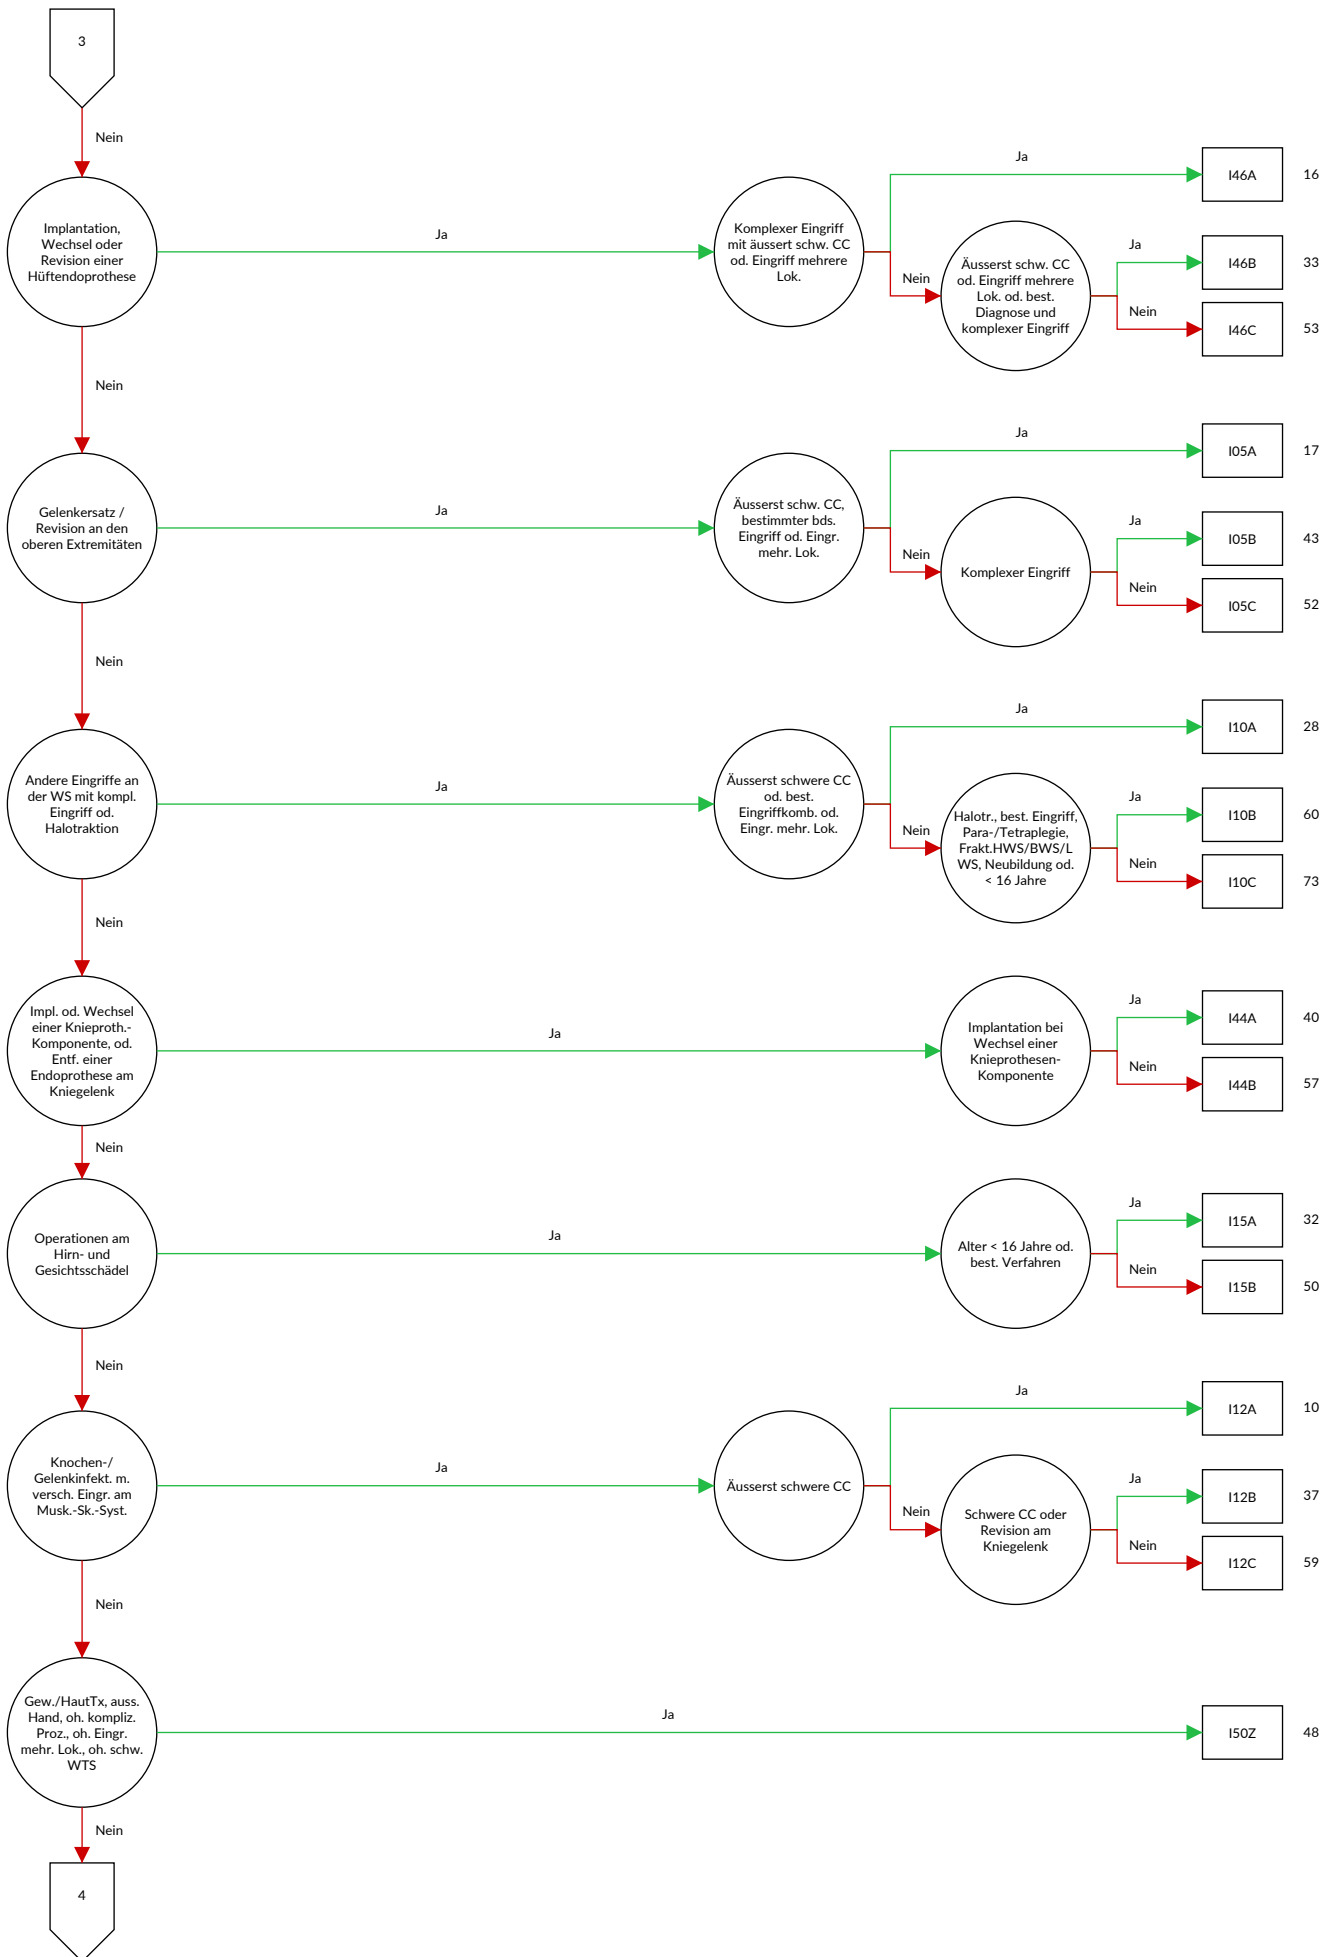 3
Nein
Implantation,
Wechsel oder
Revision einer
Hüftendoprothese
Ja
Komplexer Eingriff
mit äussert schw. CC
od. Eingriff mehrere
Lok.
Ja
I46A
16
Nein
Äusserst schw. CC
od. Eingriff mehrere
Lok. od. best.
Diagnose und
komplexer Eingriff
Ja
I46B
33
Nein
I46C
53
Nein
Gelenkersatz /
Revision an den
oberen Extremitäten
Ja
Äusserst schw. CC,
bestimmter bds.
Eingriff od. Eingr.
mehr. Lok.
Ja
I05A
17
Nein
Komplexer Eingriff
Ja
I05B
43
Nein
I05C
52
Nein
Andere Eingriffe an
der WS mit kompl.
Eingriff od.
Halotraktion
Ja
Äusserst schwere CC
od. best.
Eingriffkomb. od.
Eingr. mehr. Lok.
Ja
I10A
28
Nein
Halotr., best. Eingriff,
Para-/Tetraplegie,
Frakt.HWS/BWS/L
WS, Neubildung od.
< 16 Jahre
Ja
I10B
60
Nein
I10C
73
Nein
Impl. od. Wechsel
einer Knieproth.-
Komponente, od.
Entf. einer
Endoprothese am
Kniegelenk
Ja
Implantation bei
Wechsel einer
Knieprothesen-
Komponente
Ja
I44A
40
Nein
I44B
57
Nein
Operationen am
Hirn- und
Gesichtsschädel
Ja
Alter < 16 Jahre od.
best. Verfahren
Ja
I15A
32
Nein
I15B
50
Nein
Knochen-/
Gelenkinfekt. m.
versch. Eingr. am
Musk.-Sk.-Syst.
Ja
Äusserst schwere CC
Ja
I12A
10
Nein
Schwere CC oder
Revision am
Kniegelenk
Ja
I12B
37
Nein
I12C
59
Nein
Gew./HautTx, auss.
Hand, oh. kompliz.
Proz., oh. Eingr.
mehr. Lok., oh. schw.
WTS
Ja
I50Z
48
Nein
4